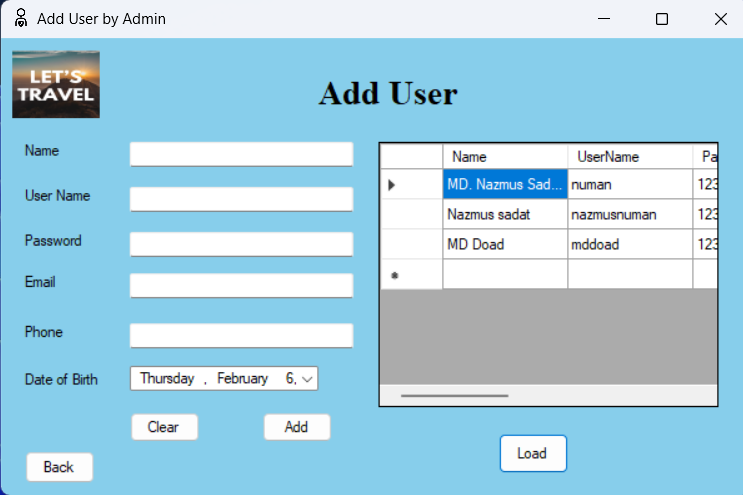 Add User by Admin
LET'S
TRAVEL
Add User
Name
User Name
Password
Email
Phone
Date of Birth
Thursday , February 6,
Clear
Add
Back
Name UserName Pa
MD. Nazmus Sad... numan 123
Nazmus sadat nazmusnuman 123
MD Doad mddoad 123
Load